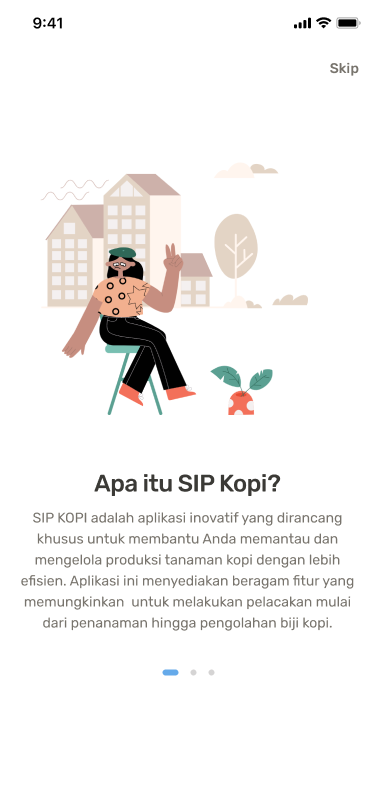 9:41
Skip
Apa itu SIP Kopi?
SIP KOPI adalah aplikasi inovatif yang dirancang
khusus untuk membantu Anda memantau dan
mengelola produksi tanaman kopi dengan lebih
efisien. Aplikasi ini menyediakan beragam fitur yang
memungkinkan  untuk melakukan pelacakan mulai
dari penanaman hingga pengolahan biji kopi.